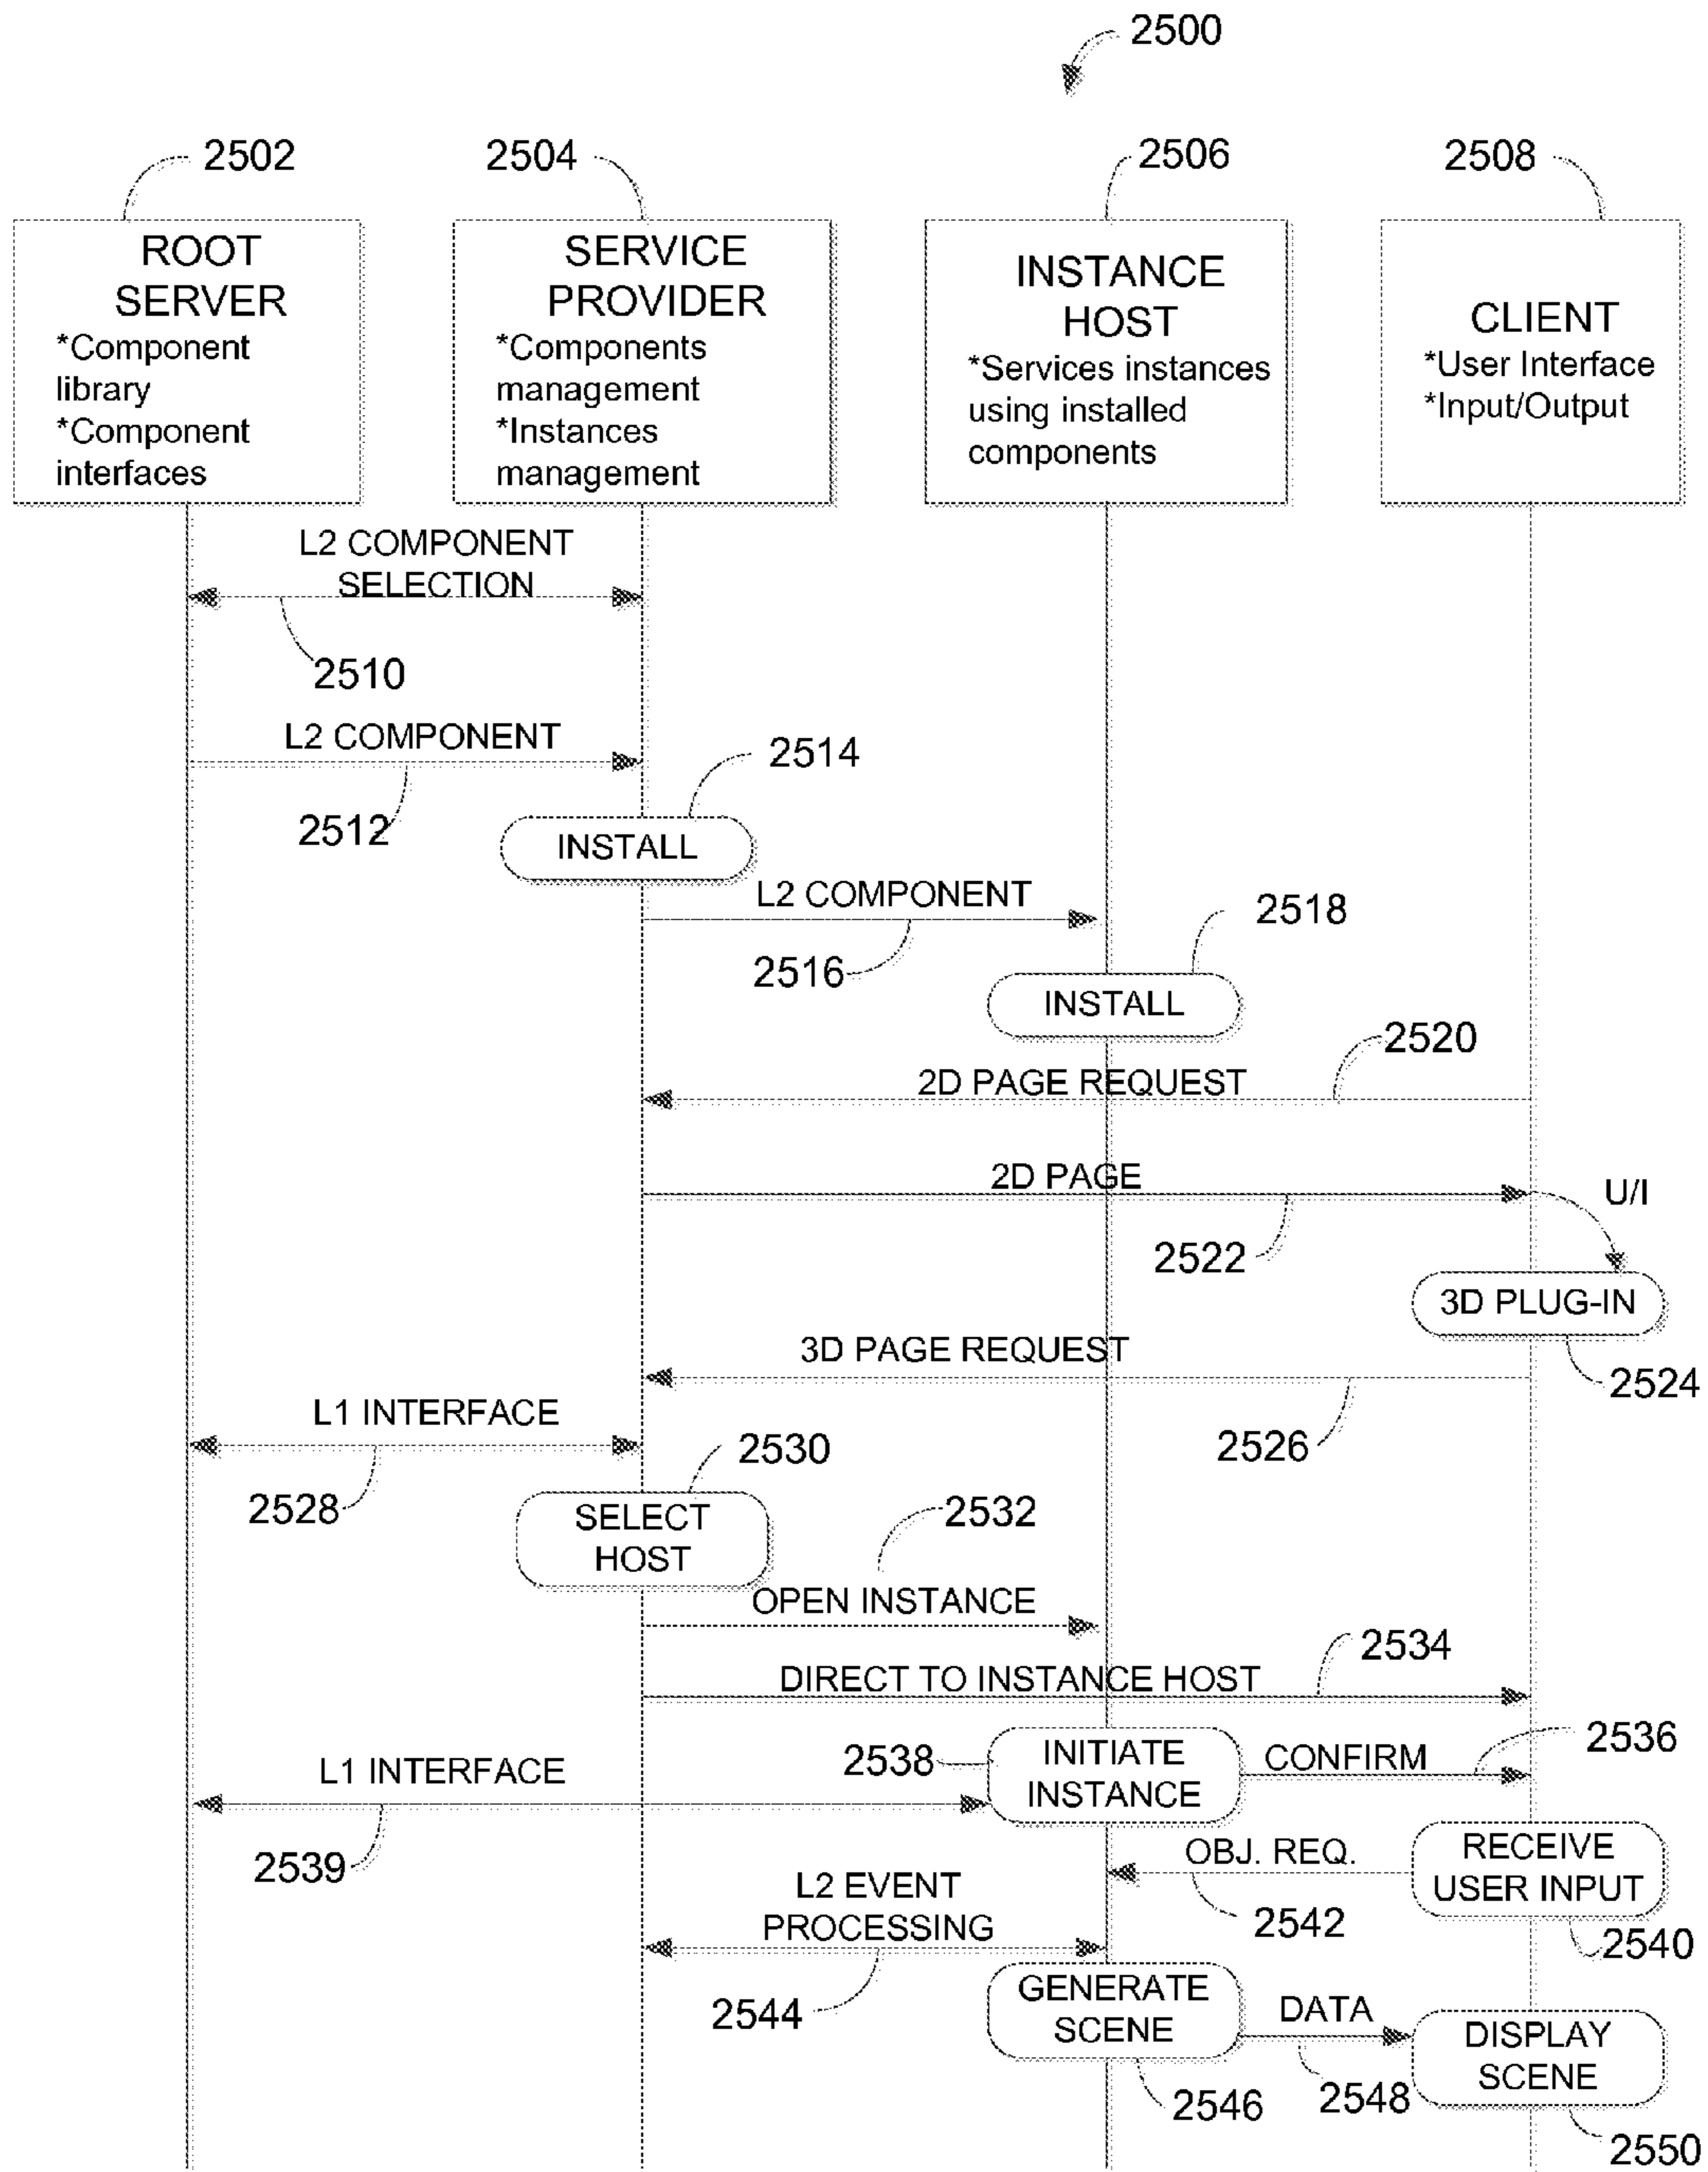 2500
2502
2504
2506
2508
ROOT
SERVER
*Component
library
*Component
interfaces
SERVICE
PROVIDER
*Components
management
*Instances
management
INSTANCE
HOST
*Services instances
using installed
components
CLIENT
*User Interface
*Input/Output
L2 COMPONENT
SELECTION
2510
L2 COMPONENT
2512
2514
INSTALL
L2 COMPONENT
2516
2518
INSTALL
2520
2D PAGE REQUEST
2D PAGE
2522
U/I
3D PLUG-IN
2524
3D PAGE REQUEST
2526
L1 INTERFACE
2528
2530
SELECT
HOST
2532
OPEN INSTANCE
2534
DIRECT TO INSTANCE HOST
2536
2538
INITIATE
INSTANCE
CONFIRM
L1 INTERFACE
2539
RECEIVE
USER INPUT
2540
OBJ. REQ.
2542
L2 EVENT
PROCESSING
2544
GENERATE
SCENE
2546
DATA
2548
DISPLAY
SCENE
2550